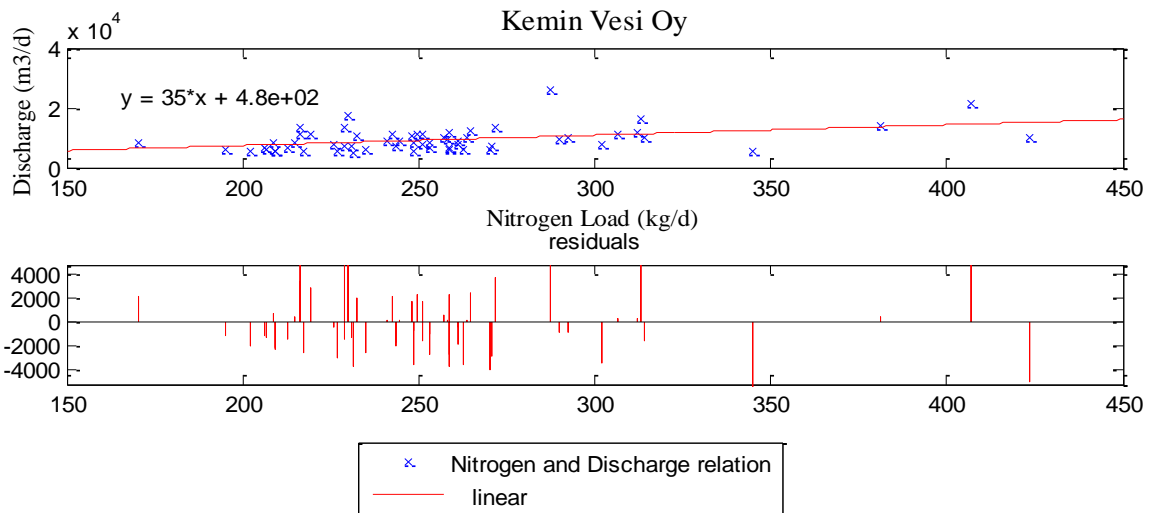 Kemin Vesi Oy
x 10^4
Discharge (m3/d)
4
2
0
y = 35*x + 4.8e+02
150 200 250 300 350 400 450
Nitrogen Load (kg/d)
residuals
4000
2000
0
-2000
-4000
150 200 250 300 350 400 450
Nitrogen and Discharge relation
linear